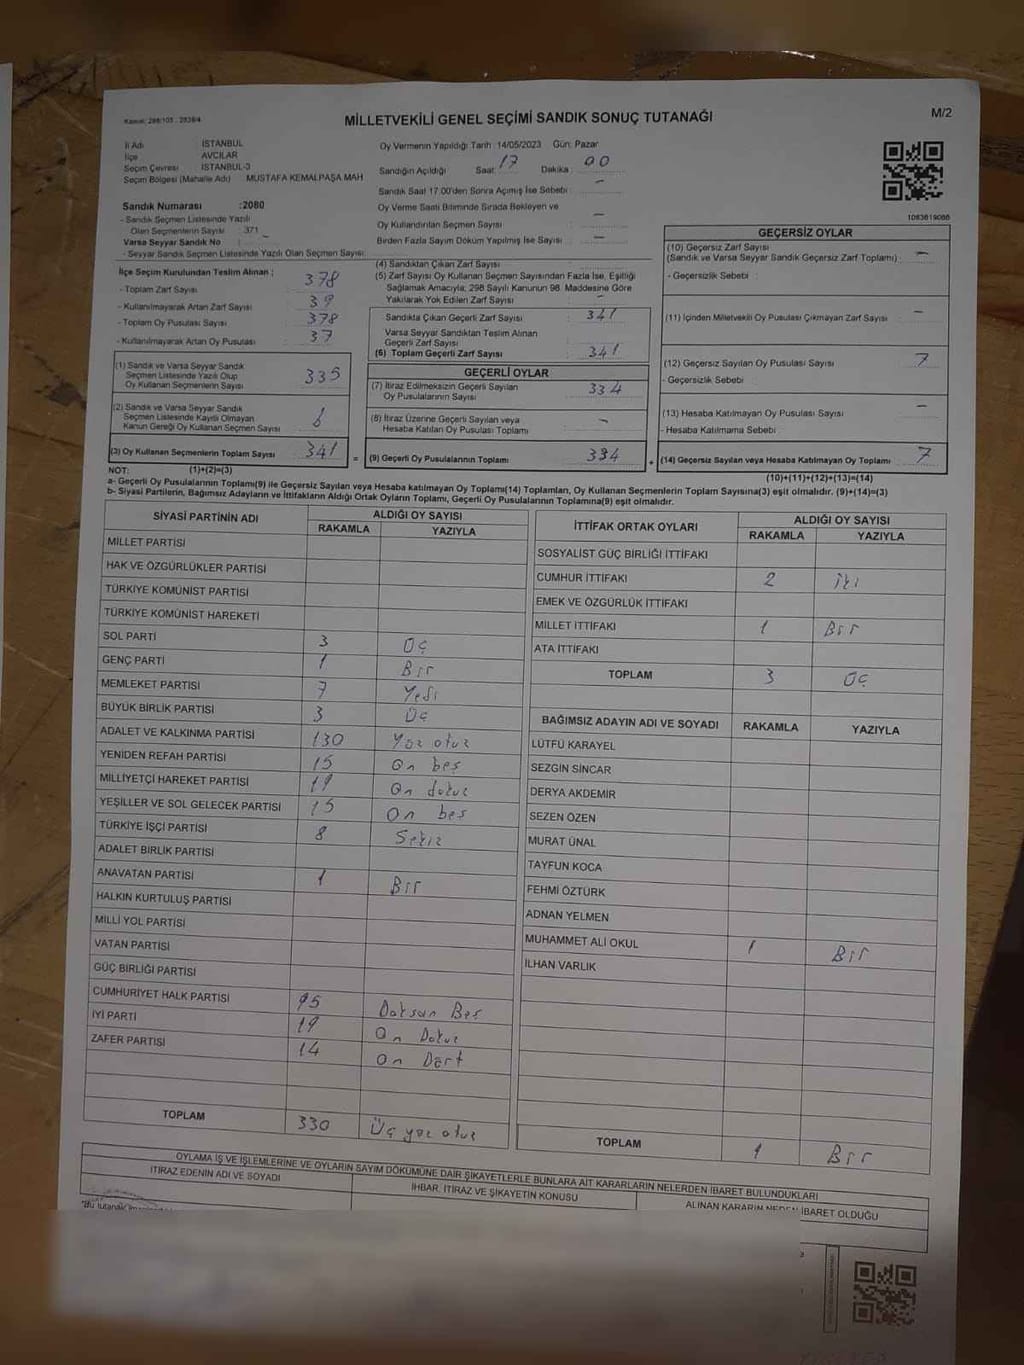 Kanun: 298/105 - 2839/4
MİLLETVEKİLİ GENEL SEÇİMİ SANDIK SONUÇ TUTANAĞI
M/2
İl Adı İSTANBUL
İlçe AVCILAR
Seçim Çevresi İSTANBUL-3
Seçim Bölgesi (Mahalle Adı) MUSTAFA KEMALPAŞA MAH
Oy Vermenin Yapıldığı Tarih: 14/05/2023 Gün: Pazar
Sandığın Açıldığı Saat: 17 Dakika: 00
Sandık Saat 17.00'den Sonra Açılmış İse Sebebi : —
Oy Verme Saati Bitiminde Sırada Bekleyen ve
Oy Kullandırılan Seçmen Sayısı —
Birden Fazla Sayım Döküm Yapılmış İse Sayısı : —
1083619086
Sandık Numarası :2080
- Sandık Seçmen Listesinde Yazılı
Olan Seçmenlerin Sayısı 371
Varsa Seyyar Sandık No : —
- Seyyar Sandık Seçmen Listesinde Yazılı Olan Seçmen Sayısı:
İlçe Seçim Kurulundan Teslim Alınan ;
- Toplam Zarf Sayısı 378
- Kullanılmayarak Artan Zarf Sayısı 39
- Toplam Oy Pusulası Sayısı 378
- Kullanılmayarak Artan Oy Pusulası 37
(1) Sandık ve Varsa Seyyar Sandık
Seçmen Listesinde Yazılı Olup
Oy Kullanan Seçmenlerin Sayısı 335
(2) Sandık ve Varsa Seyyar Sandık
Seçmen Listesinde Kayıtlı Olmayan
Kanun Gereği Oy Kullanan Seçmen Sayısı 6
(3) Oy Kullanan Seçmenlerin Toplam Sayısı 341
(4) Sandıktan Çıkan Zarf Sayısı
(5) Zarf Sayısı Oy Kullanan Seçmen Sayısından Fazla İse, Eşitliği
Sağlamak Amacıyla; 298 Sayılı Kanunun 98. Maddesine Göre
Yakılarak Yok Edilen Zarf Sayısı
Sandıkta Çıkan Geçerli Zarf Sayısı : 341
Varsa Seyyar Sandıktan Teslim Alınan
Geçerli Zarf Sayısı
(6) Toplam Geçerli Zarf Sayısı : 341
GEÇERLİ OYLAR
(7) İtiraz Edilmeksizin Geçerli Sayılan
Oy Pusulalarının Sayısı : 334
(8) İtiraz Üzerine Geçerli Sayılan veya
Hesaba Katılan Oy Pusulası Toplamı : —
= (9) Geçerli Oy Pusulalarının Toplamı : 334
GEÇERSİZ OYLAR
(10) Geçersiz Zarf Sayısı
(Sandık ve Varsa Seyyar Sandık Geçersiz Zarf Toplamı) : —
- Geçersizlik Sebebi :
(11) İçinden Milletvekili Oy Pusulası Çıkmayan Zarf Sayısı : —
(12) Geçersiz Sayılan Oy Pusulası Sayısı : 7
- Geçersizlik Sebebi :
(13) Hesaba Katılmayan Oy Pusulası Sayısı : —
- Hesaba Katılmama Sebebi :
+ (14) Geçersiz Sayılan veya Hesaba Katılmayan Oy Toplamı : 7
NOT: (1)+(2)=(3)
(10)+(11)+(12)+(13)=(14)
a- Geçerli Oy Pusulalarının Toplamı(9) ile Geçersiz Sayılan veya Hesaba Katılmayan Oy Toplamı(14) Toplamları, Oy Kullanan Seçmenlerin Toplam Sayısına(3) eşit olmalıdır. (9)+(14)=(3)
b- Siyasi Partilerin, Bağımsız Adayların ve İttifakların Aldığı Ortak Oyların Toplamı, Geçerli Oy Pusulalarının Toplamına(9) eşit olmalıdır.
SİYASİ PARTİNİN ADI ALDIĞI OY SAYISI
RAKAMLA YAZIYLA
MİLLET PARTİSİ
HAK VE ÖZGÜRLÜKLER PARTİSİ
TÜRKİYE KOMÜNİST PARTİSİ
TÜRKİYE KOMÜNİST HAREKETİ
SOL PARTİ 3 Üç
GENÇ PARTİ 1 Bir
MEMLEKET PARTİSİ 7 Yedi
BÜYÜK BİRLİK PARTİSİ 3 Üç
ADALET VE KALKINMA PARTİSİ 130 Yüz otuz
YENİDEN REFAH PARTİSİ 15 On beş
MİLLİYETÇİ HAREKET PARTİSİ 19 On dokuz
YEŞİLLER VE SOL GELECEK PARTİSİ 15 On beş
TÜRKİYE İŞÇİ PARTİSİ 8 Sekiz
ADALET BİRLİK PARTİSİ
ANAVATAN PARTİSİ 1 Bir
HALKIN KURTULUŞ PARTİSİ
MİLLİ YOL PARTİSİ
VATAN PARTİSİ
GÜÇ BİRLİĞİ PARTİSİ
CUMHURİYET HALK PARTİSİ 95 Doksan Beş
İYİ PARTİ 19 On Dokuz
ZAFER PARTİSİ 14 On Dört
TOPLAM 330 Üç yüz otuz
İTTİFAK ORTAK OYLARI ALDIĞI OY SAYISI
RAKAMLA YAZIYLA
SOSYALİST GÜÇ BİRLİĞİ İTTİFAKI
CUMHUR İTTİFAKI 2 İki
EMEK VE ÖZGÜRLÜK İTTİFAKI
MİLLET İTTİFAKI 1 Bir
ATA İTTİFAKI
TOPLAM 3 Üç
BAĞIMSIZ ADAYIN ADI VE SOYADI RAKAMLA YAZIYLA
LÜTFÜ KARAYEL
SEZGİN SİNCAR
DERYA AKDEMİR
SEZEN ÖZEN
MURAT ÜNAL
TAYFUN KOCA
FEHMİ ÖZTÜRK
ADNAN YELMEN
MUHAMMET ALİ OKUL 1 Bir
İLHAN VARLIK
TOPLAM 1 Bir
OYLAMA İŞ VE İŞLEMLERİNE VE OYLARIN SAYIM DÖKÜMÜNE DAİR ŞİKAYETLERLE BUNLARA AİT KARARLARIN NELERDEN İBARET BULUNDUKLARI
İTİRAZ EDENİN ADI VE SOYADI İHBAR, İTİRAZ VE ŞİKAYETİN KONUSU ALINAN KARARIN NEDEN İBARET OLDUĞU
"Bu tutanak